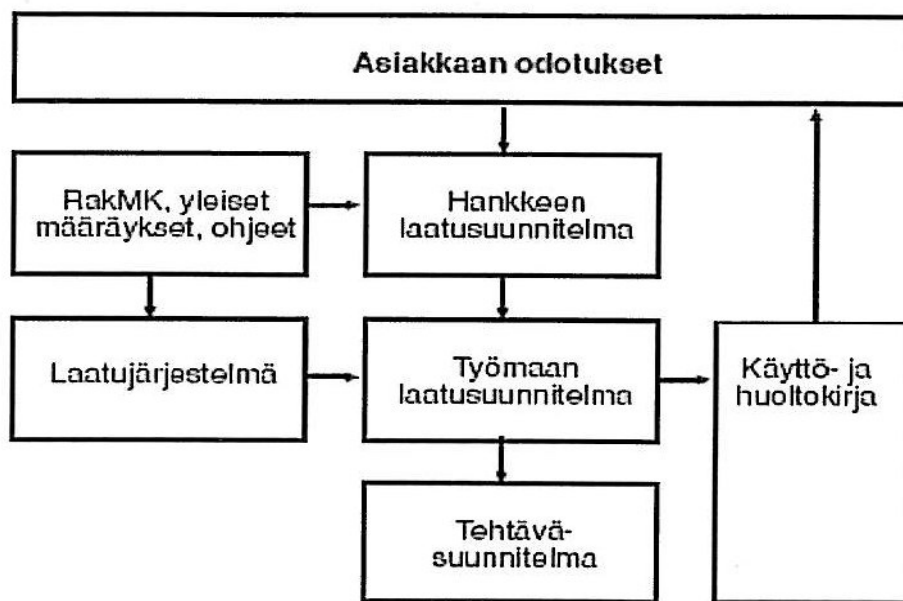 Asiakkaan odotukset
RakMK, yleiset
määräykset, ohjeet
Hankkeen
laatusuunnitelma
Laatujärjestelmä
Työmaan
laatusuunnitelma
Käyttö- ja
huoltokirja
Tehtävä-
suunnitelma